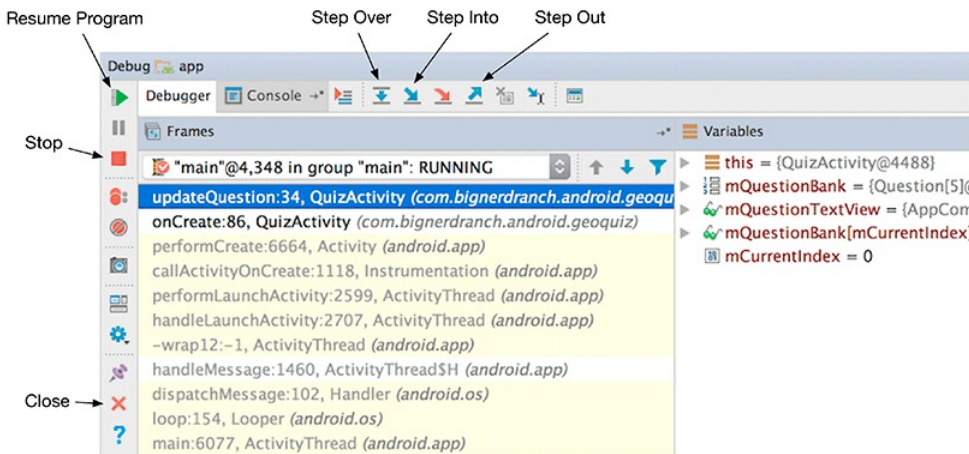 Resume Program
Step Over
Step Into
Step Out
Debug app
Debugger Console
Frames
Variables
Stop
"main"@4,348 in group "main": RUNNING
updateQuestion:34, QuizActivity (com.bignerdranch.android.geoqu
onCreate:86, QuizActivity (com.bignerdranch.android.geoquiz)
performCreate:6664, Activity (android.app)
callActivityOnCreate:1118, Instrumentation (android.app)
performLaunchActivity:2599, ActivityThread (android.app)
handleLaunchActivity:2707, ActivityThread (android.app)
-wrap12:-1, ActivityThread (android.app)
handleMessage:1460, ActivityThread$H (android.app)
dispatchMessage:102, Handler (android.os)
loop:154, Looper (android.os)
main:6077, ActivityThread (android.app)
this = {QuizActivity@4488}
mQuestionBank = {Question[5]@
mQuestionTextView = {AppCom
mQuestionBank[mCurrentIndex]
mCurrentIndex = 0
Close
?